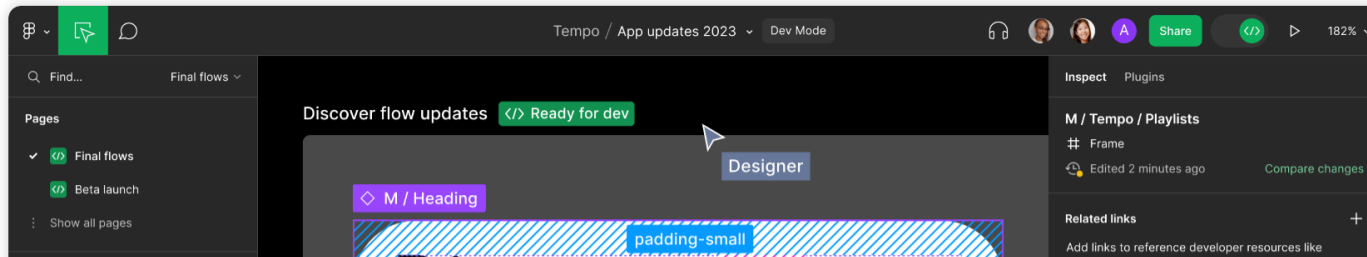 Tempo / App updates 2023 Dev Mode
A
Share
</>
182%
Find...
Final flows
Pages
</> Final flows
</> Beta launch
Show all pages
Discover flow updates
</> Ready for dev
Designer
M / Heading
padding-small
Inspect Plugins
M / Tempo / Playlists
Frame
Edited 2 minutes ago
Compare changes
Related links
Add links to reference developer resources like